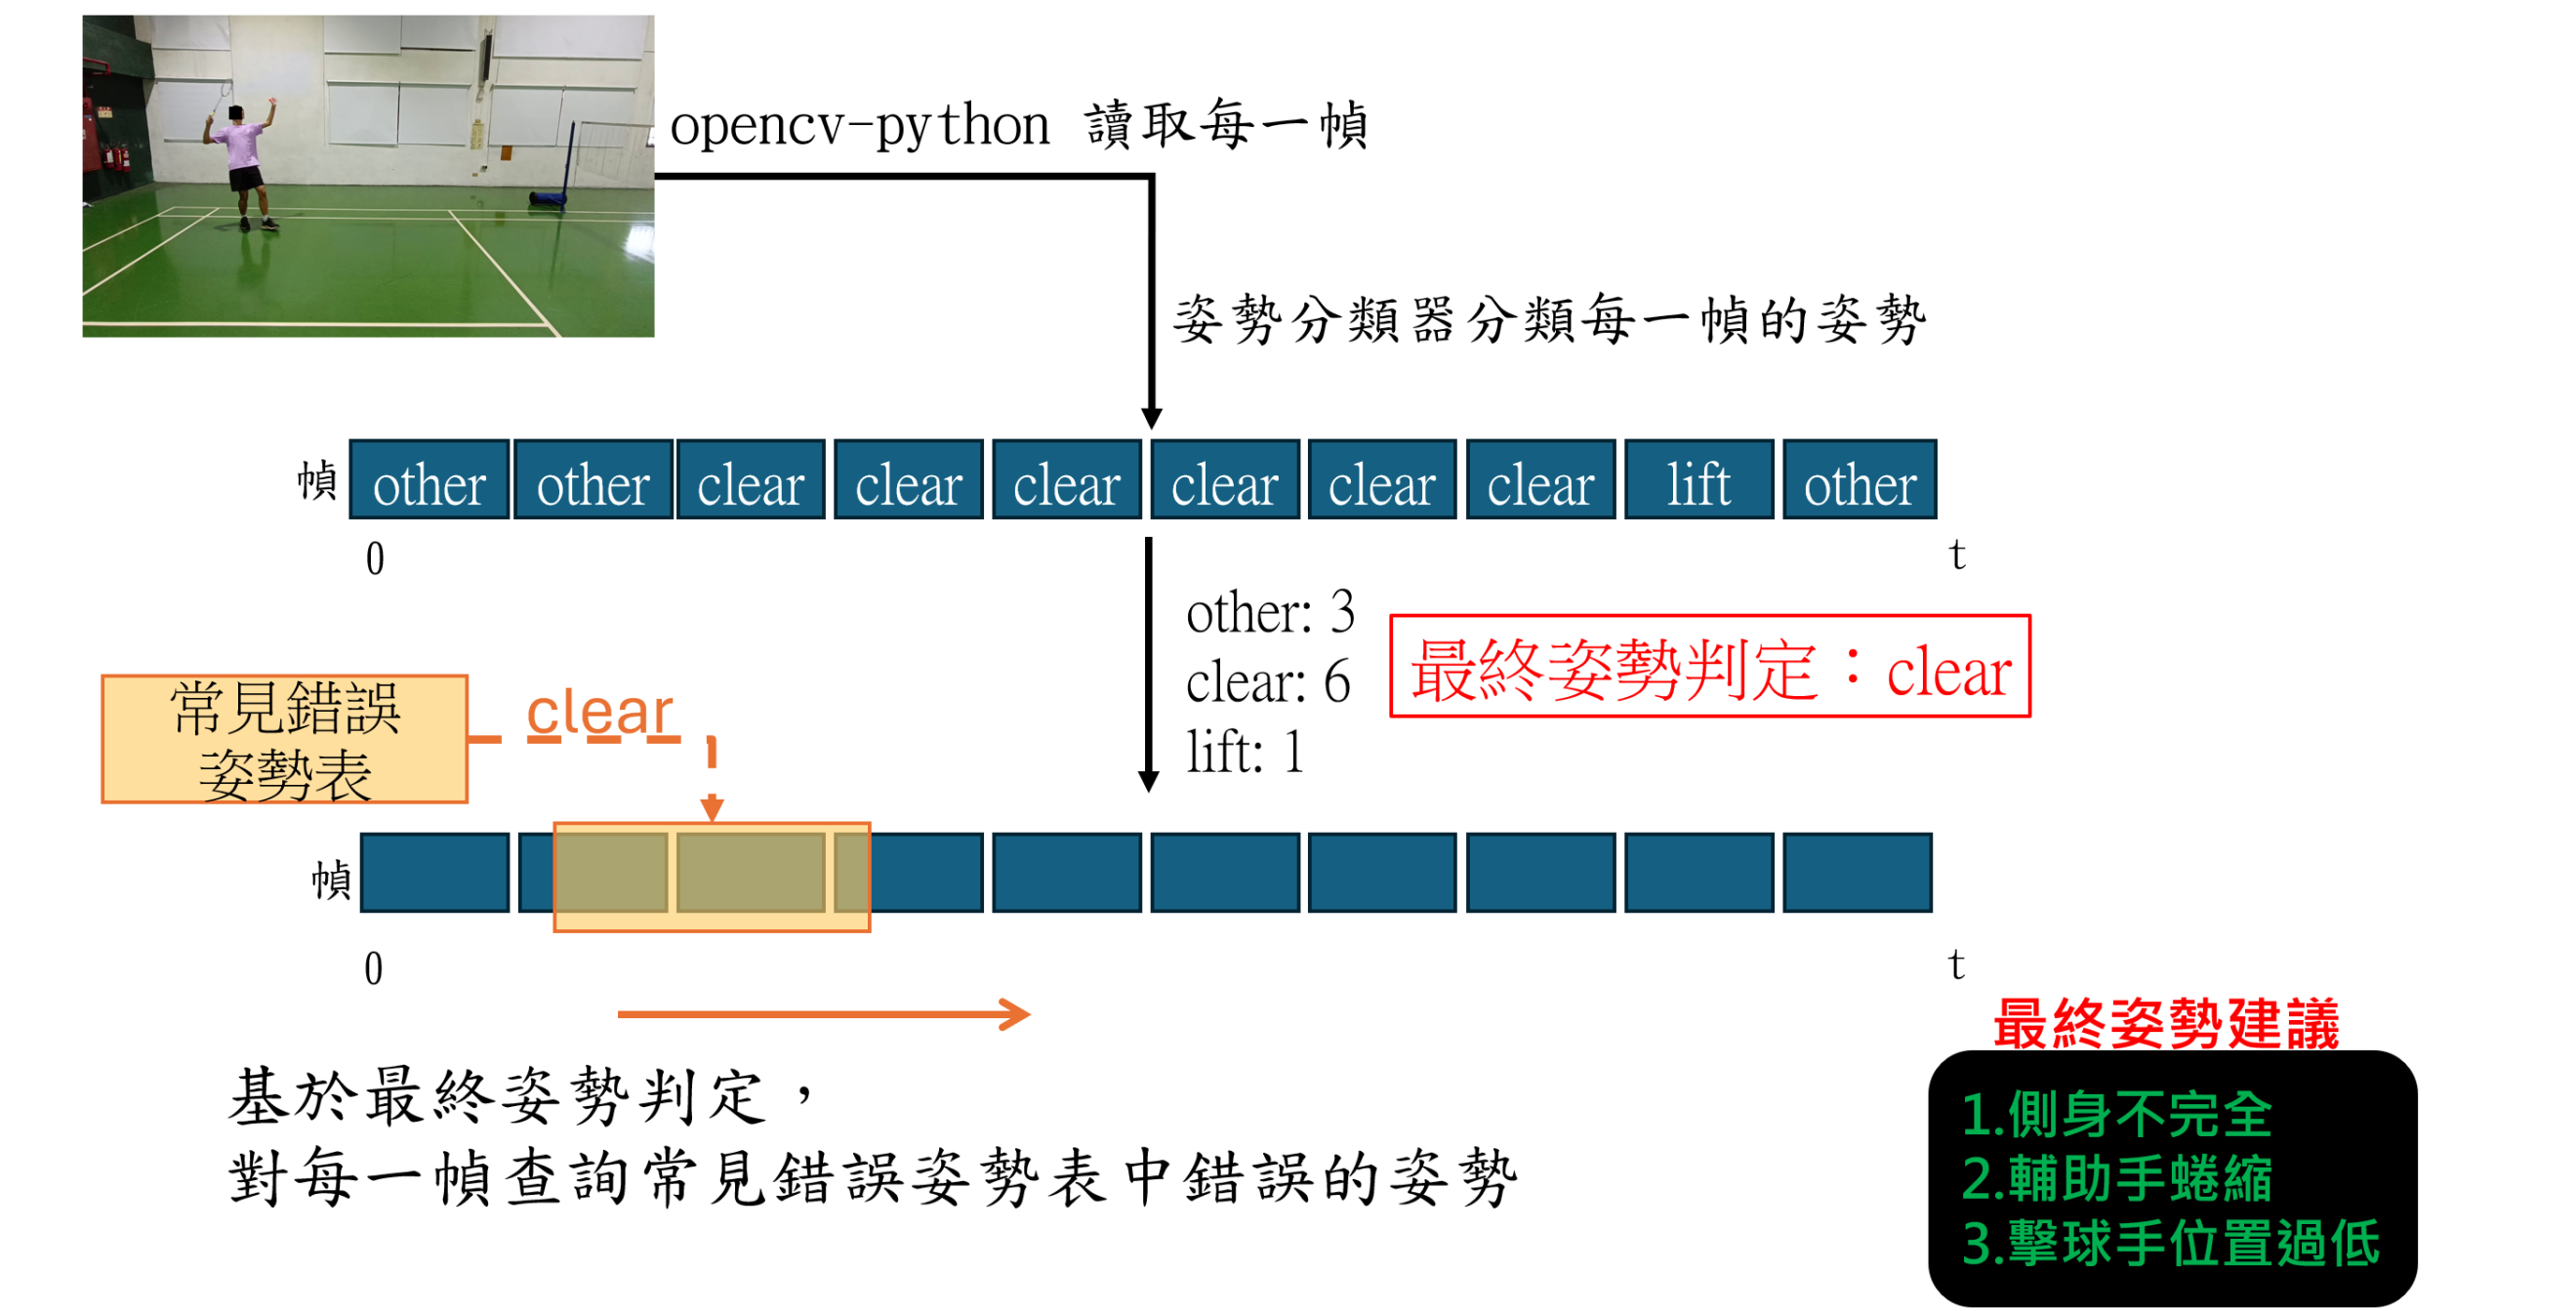 opencv-python 讀取每一幀
姿勢分類器分類每一幀的姿勢
幀 other other clear clear clear clear clear clear lift other
0 t
other: 3
clear: 6
lift: 1
最終姿勢判定：clear
常見錯誤
姿勢表
clear
幀
0 t
基於最終姿勢判定，
對每一幀查詢常見錯誤姿勢表中錯誤的姿勢
最終姿勢建議
1.側身不完全
2.輔助手蜷縮
3.擊球手位置過低